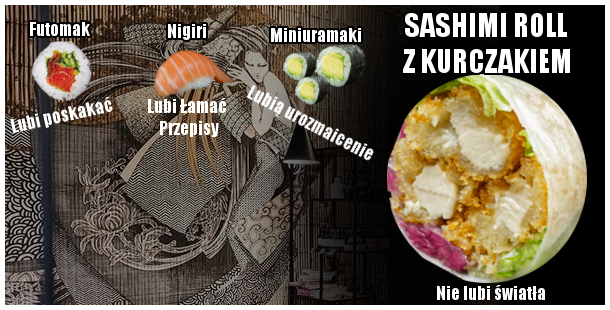 Futomak
Lubi poskakać
Nigiri
Lubi Łamać
Przepisy
Miniuramaki
Lubią urozmaicenie
SASHIMI ROLL
Z KURCZAKIEM
Nie lubi światła